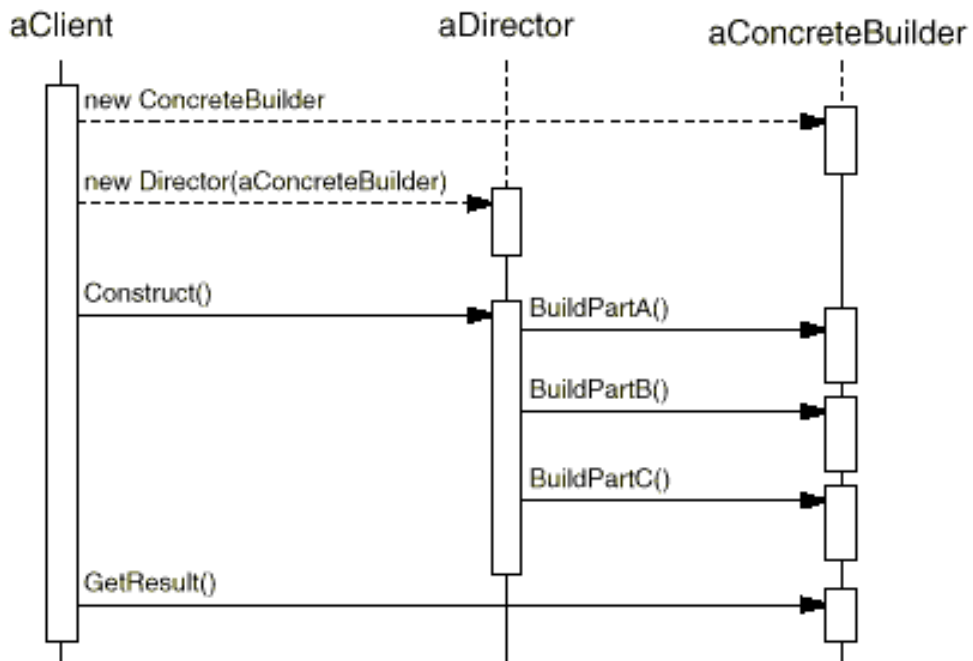 aClient
aDirector
aConcreteBuilder
new ConcreteBuilder
new Director(aConcreteBuilder)
Construct()
BuildPartA()
BuildPartB()
BuildPartC()
GetResult()